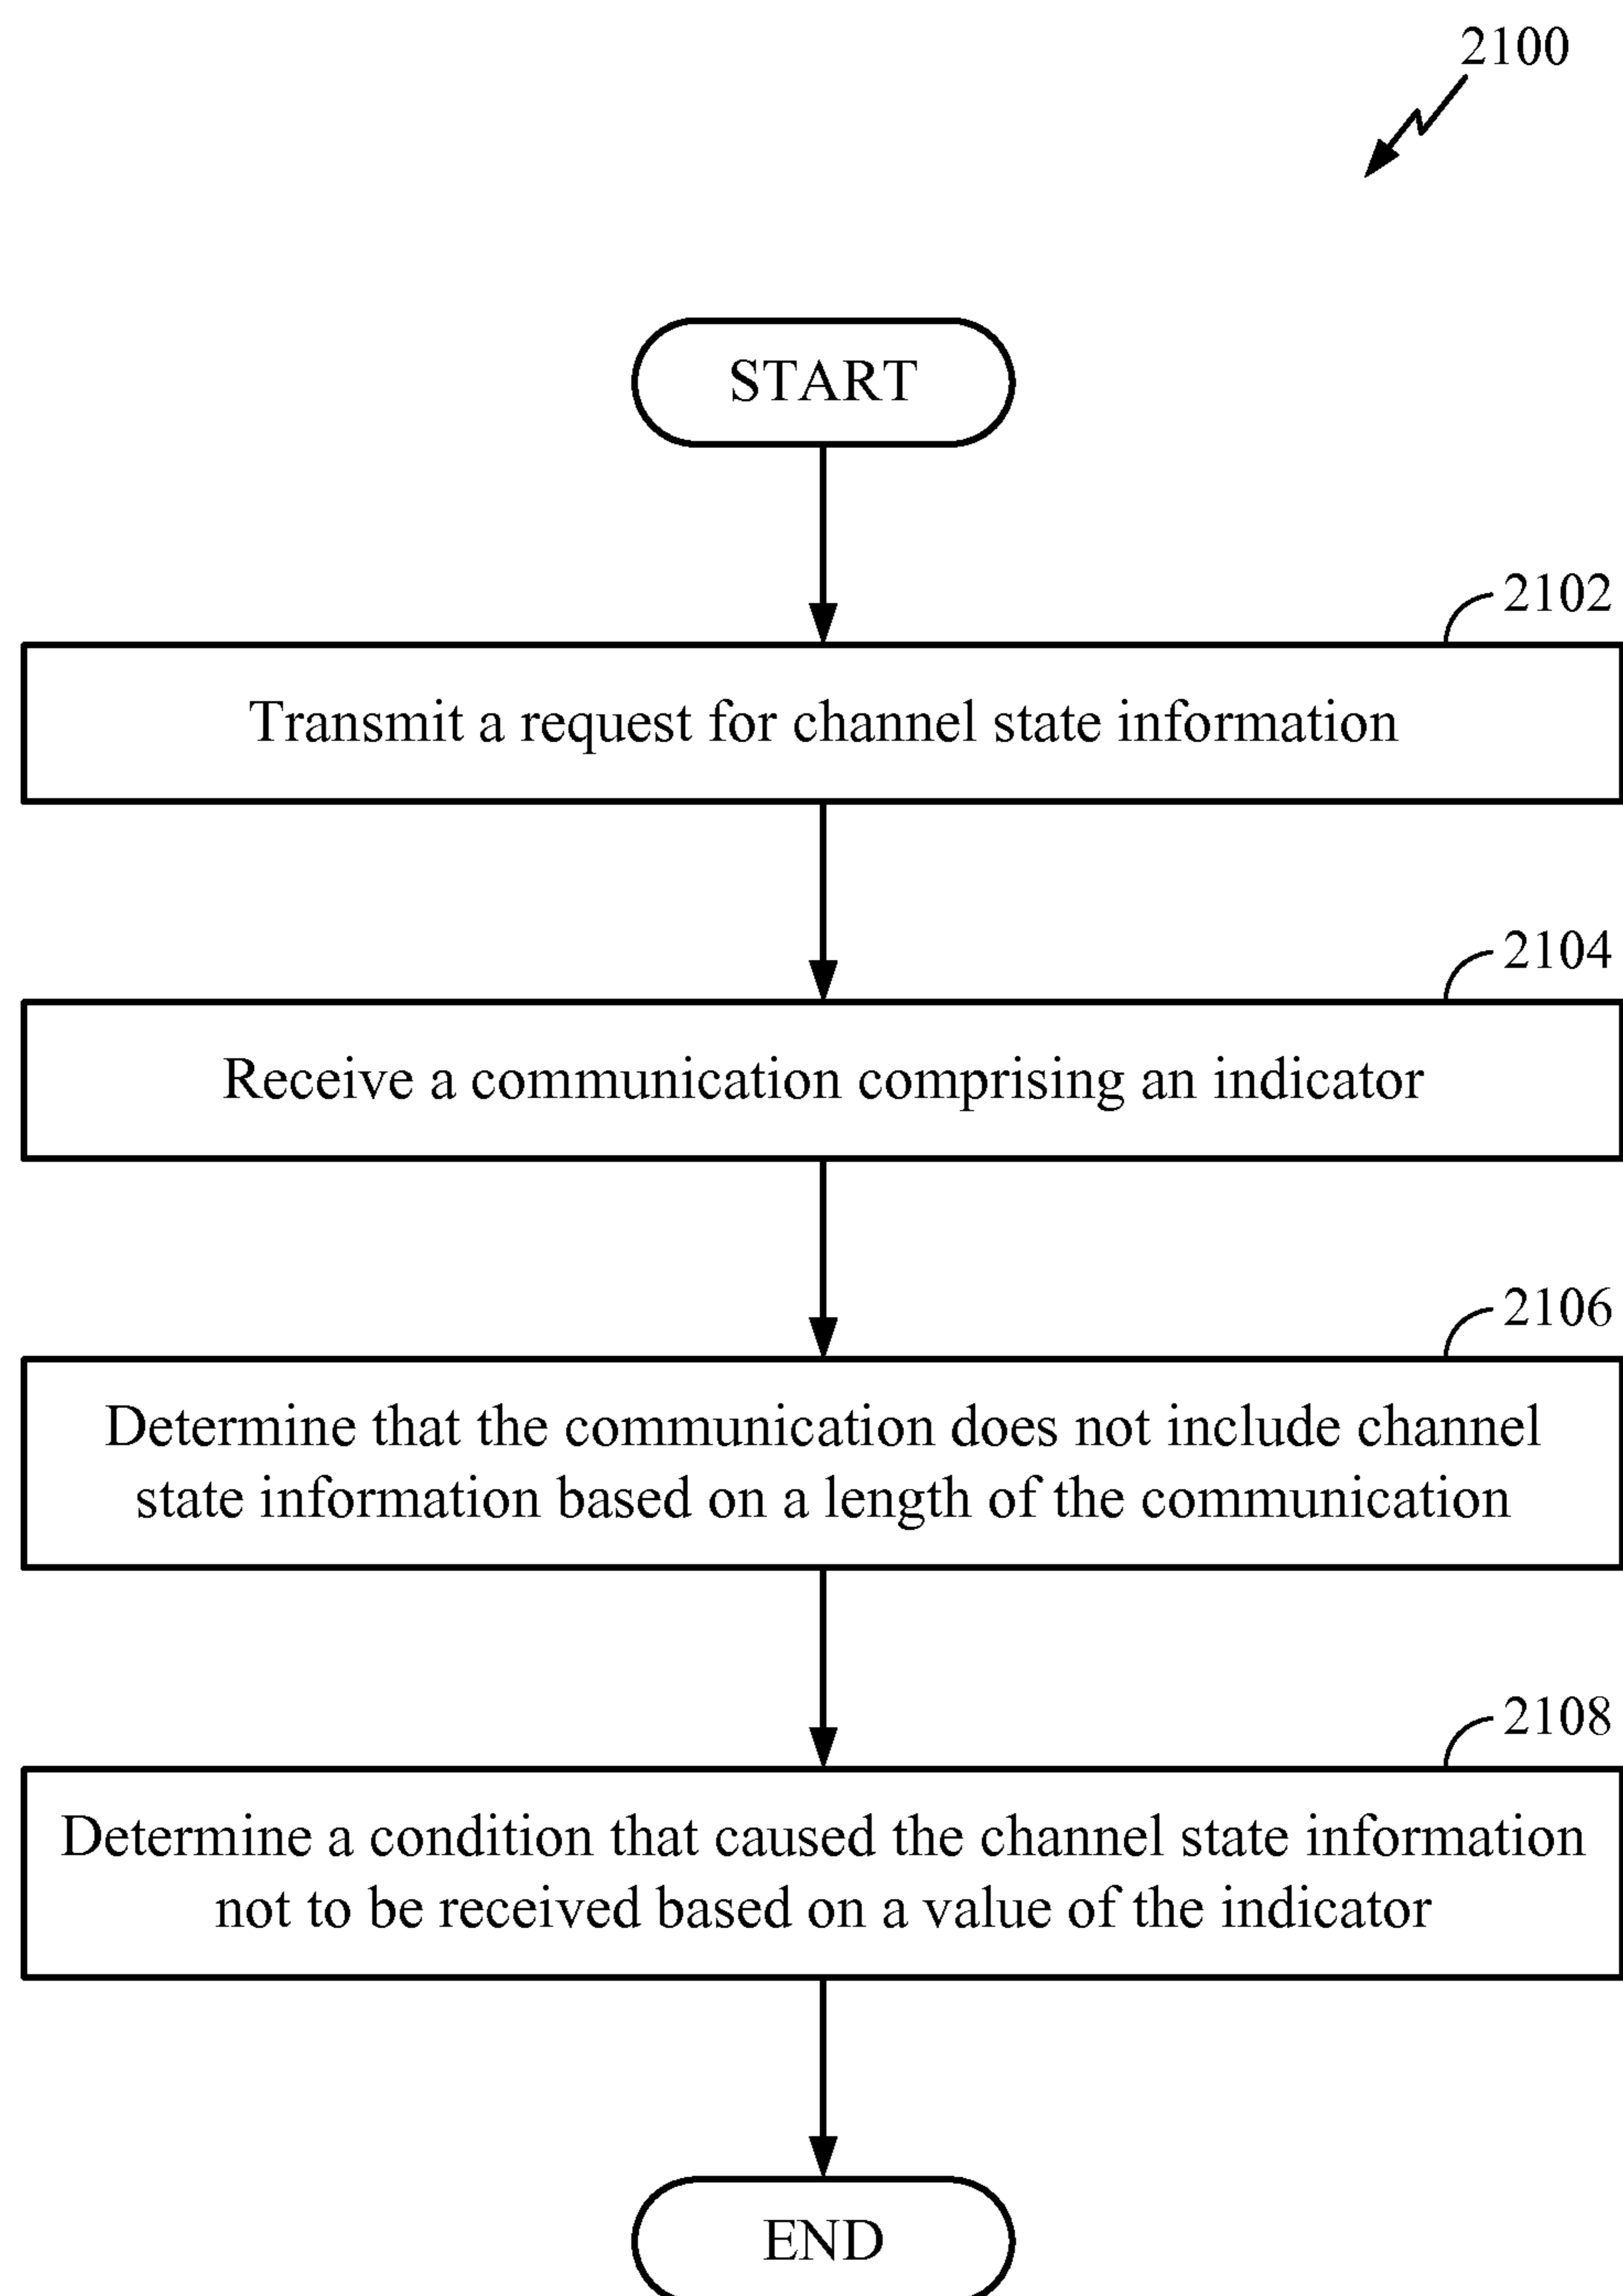 2100
START
2102
Transmit a request for channel state information
2104
Receive a communication comprising an indicator
2106
Determine that the communication does not include channel
state information based on a length of the communication
2108
Determine a condition that caused the channel state information
not to be received based on a value of the indicator
END